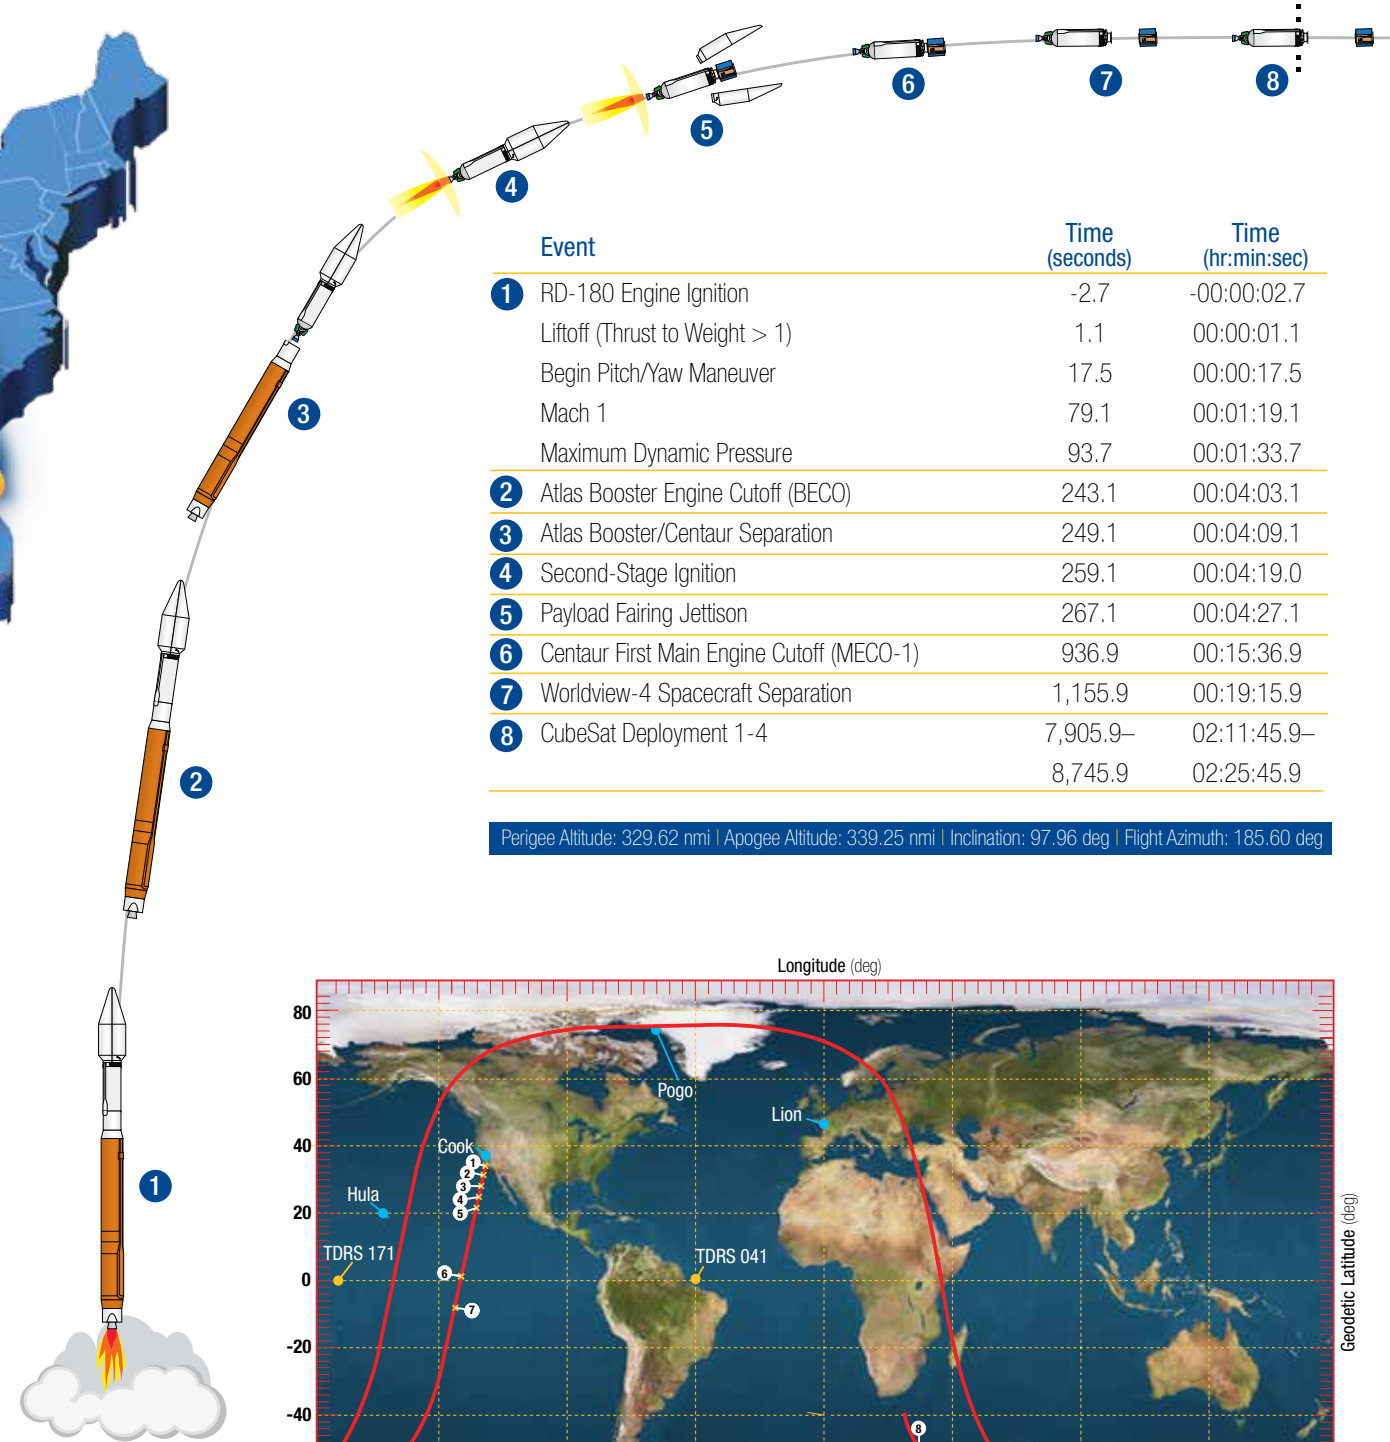 6
7
8
5
4
3
2
1
Event Time (seconds) Time (hr:min:sec)
1 RD-180 Engine Ignition -2.7 -00:00:02.7
Liftoff (Thrust to Weight > 1) 1.1 00:00:01.1
Begin Pitch/Yaw Maneuver 17.5 00:00:17.5
Mach 1 79.1 00:01:19.1
Maximum Dynamic Pressure 93.7 00:01:33.7
2 Atlas Booster Engine Cutoff (BECO) 243.1 00:04:03.1
3 Atlas Booster/Centaur Separation 249.1 00:04:09.1
4 Second-Stage Ignition 259.1 00:04:19.0
5 Payload Fairing Jettison 267.1 00:04:27.1
6 Centaur First Main Engine Cutoff (MECO-1) 936.9 00:15:36.9
7 Worldview-4 Spacecraft Separation 1,155.9 00:19:15.9
8 CubeSat Deployment 1-4 7,905.9– 02:11:45.9–
8,745.9 02:25:45.9
Perigee Altitude: 329.62 nmi | Apogee Altitude: 339.25 nmi | Inclination: 97.96 deg | Flight Azimuth: 185.60 deg
Longitude (deg)
80
60
40
20
0
-20
-40
Geodetic Latitude (deg)
Pogo
Lion
Cook
1
2
3
4
5
Hula
TDRS 171
TDRS 041
6
7
8